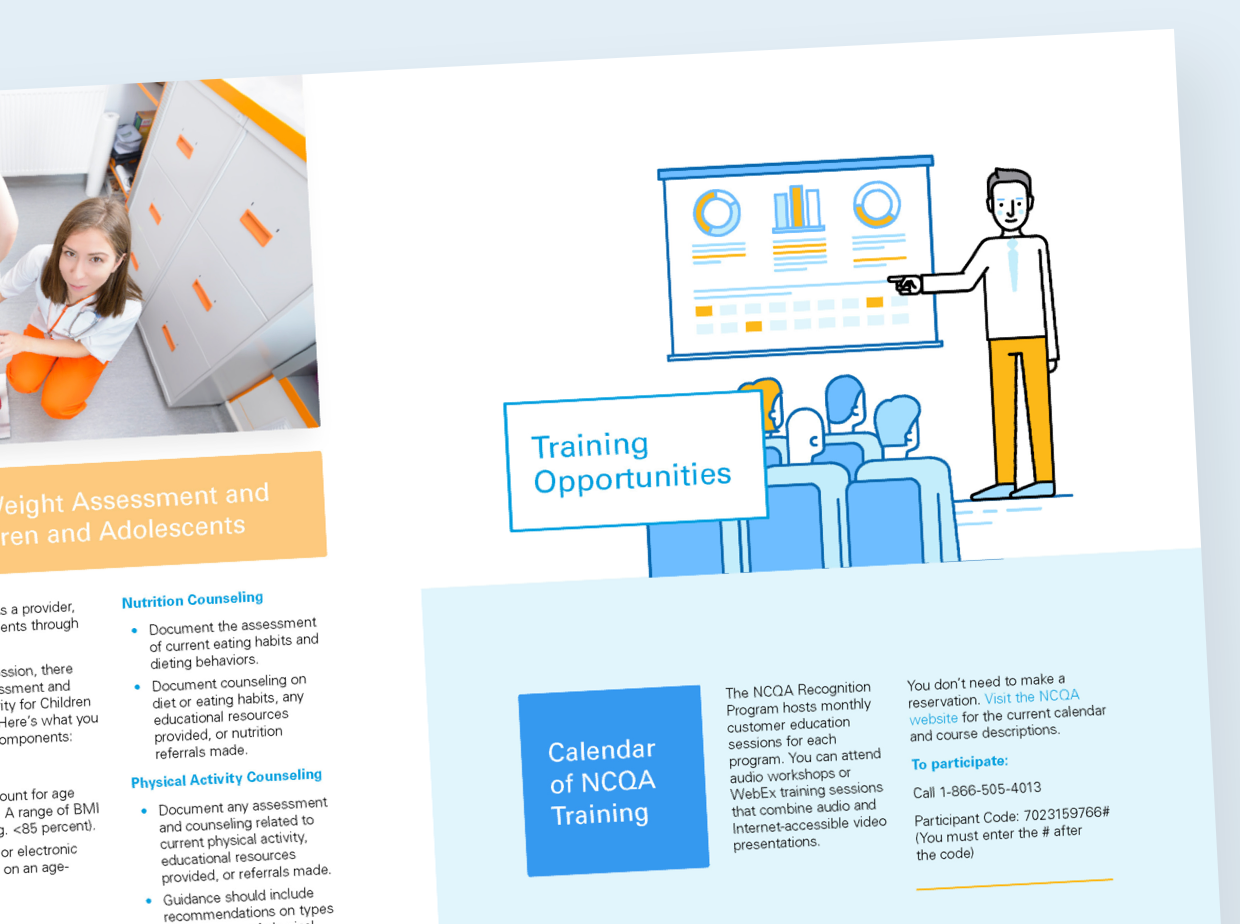 Weight Assessment and
ren and Adolescents
s a provider,
ents through
ssion, there
ssment and
ity for Children
Here's what you
omponents:
ount for age
A range of BMI
g. <85 percent).
or electronic
on an age-
Nutrition Counseling
• Document the assessment
of current eating habits and
dieting behaviors.
• Document counseling on
diet or eating habits, any
educational resources
provided, or nutrition
referrals made.
Physical Activity Counseling
• Document any assessment
and counseling related to
current physical activity,
educational resources
provided, or referrals made.
• Guidance should include
recommendations on types
Training
Opportunities
Calendar
of NCQA
Training
The NCQA Recognition
Program hosts monthly
customer education
sessions for each
program. You can attend
audio workshops or
WebEx training sessions
that combine audio and
Internet-accessible video
presentations.
You don't need to make a
reservation. Visit the NCQA
website for the current calendar
and course descriptions.
To participate:
Call 1-866-505-4013
Participant Code: 7023159766#
(You must enter the # after
the code)